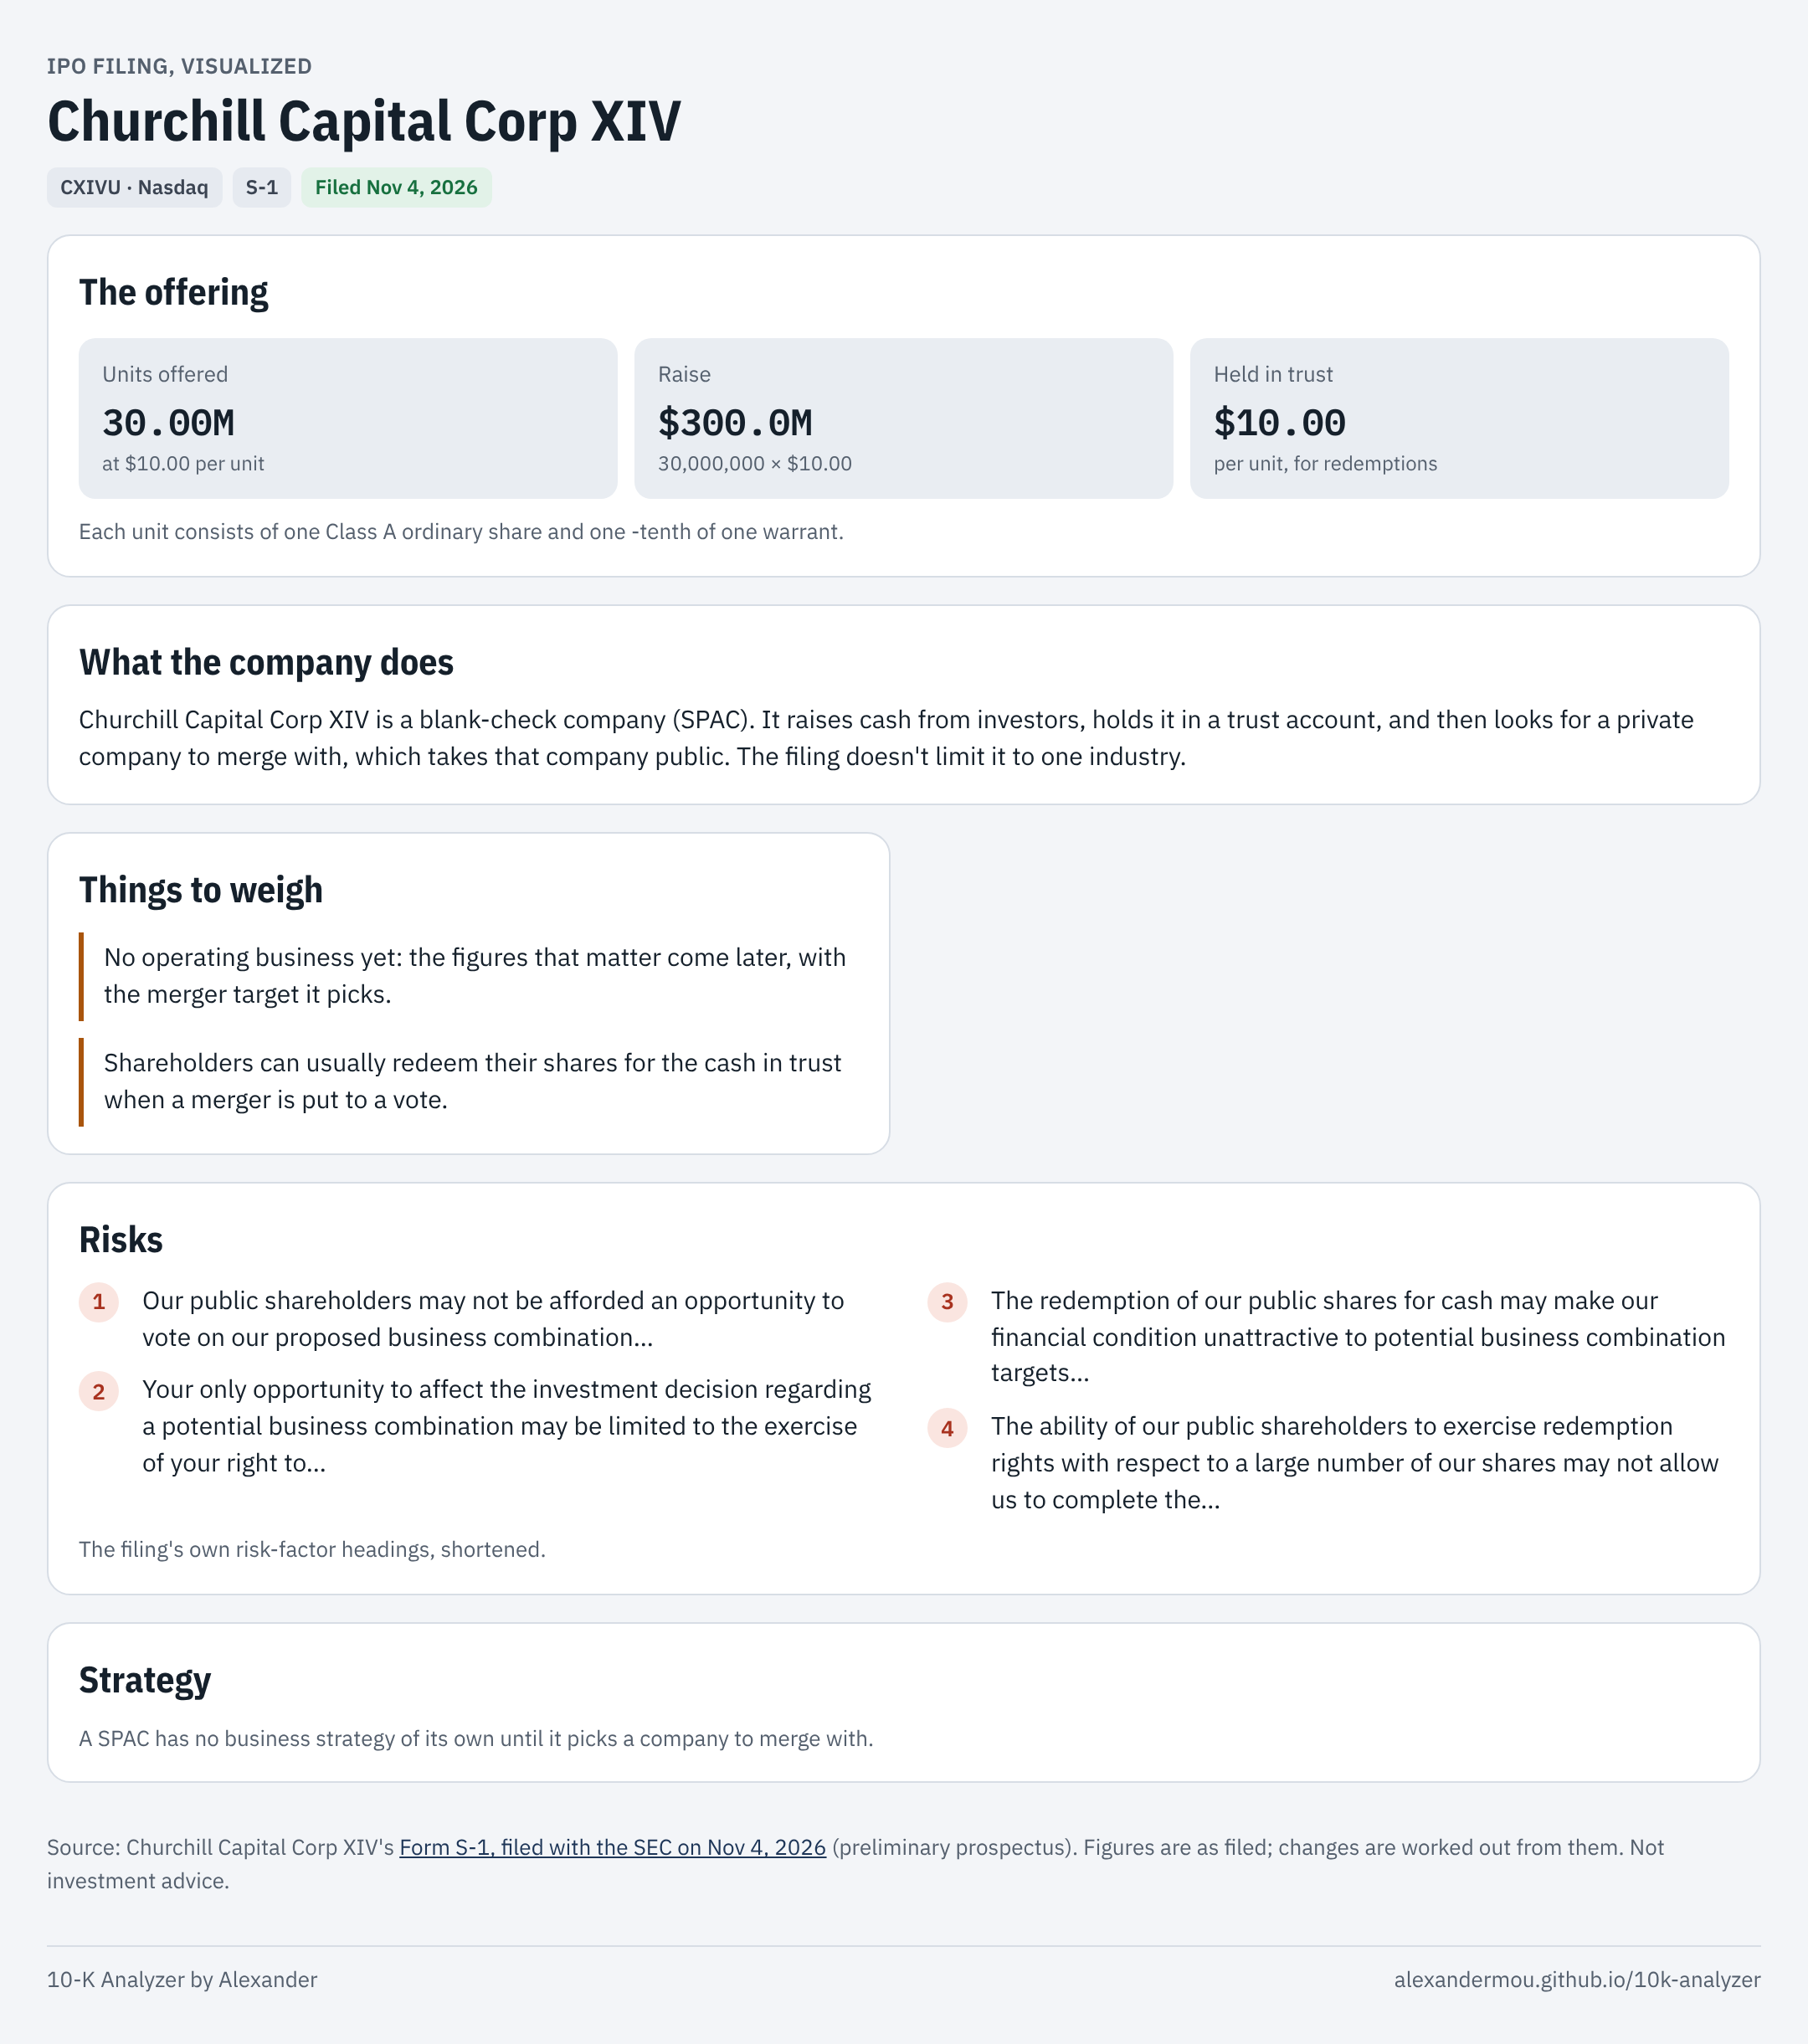 IPO FILING, VISUALIZED
Churchill Capital Corp XIV
CXIVU · Nasdaq S-1 Filed Nov 4, 2026
The offering
Units offered
30.00M
at $10.00 per unit
Raise
$300.0M
30,000,000 × $10.00
Held in trust
$10.00
per unit, for redemptions
Each unit consists of one Class A ordinary share and one -tenth of one warrant.
What the company does
Churchill Capital Corp XIV is a blank-check company (SPAC). It raises cash from investors, holds it in a trust account, and then looks for a private
company to merge with, which takes that company public. The filing doesn't limit it to one industry.
Things to weigh
No operating business yet: the figures that matter come later, with
the merger target it picks.
Shareholders can usually redeem their shares for the cash in trust
when a merger is put to a vote.
Risks
1 Our public shareholders may not be afforded an opportunity to
vote on our proposed business combination…
2 Your only opportunity to affect the investment decision regarding
a potential business combination may be limited to the exercise
of your right to…
3 The redemption of our public shares for cash may make our
financial condition unattractive to potential business combination
targets…
4 The ability of our public shareholders to exercise redemption
rights with respect to a large number of our shares may not allow
us to complete the…
The filing's own risk-factor headings, shortened.
Strategy
A SPAC has no business strategy of its own until it picks a company to merge with.
Source: Churchill Capital Corp XIV's Form S-1, filed with the SEC on Nov 4, 2026 (preliminary prospectus). Figures are as filed; changes are worked out from them. Not
investment advice.
10-K Analyzer by Alexander
alexandermou.github.io/10k-analyzer